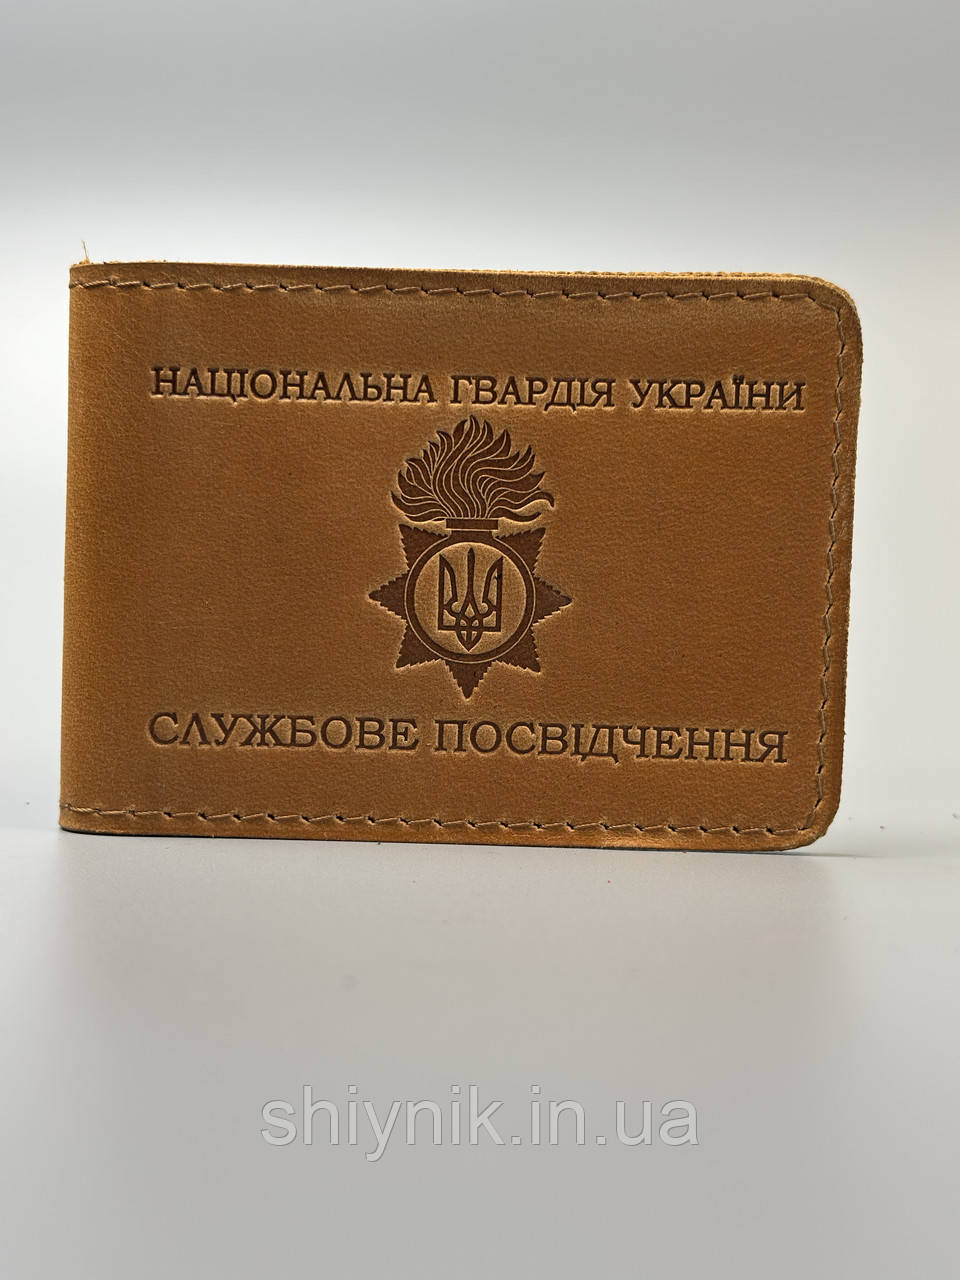 НАЦІОНАЛЬНА ГВАРДІЯ УКРАЇНИ
СЛУЖБОВЕ ПОСВІДЧЕННЯ
shiynik.in.ua